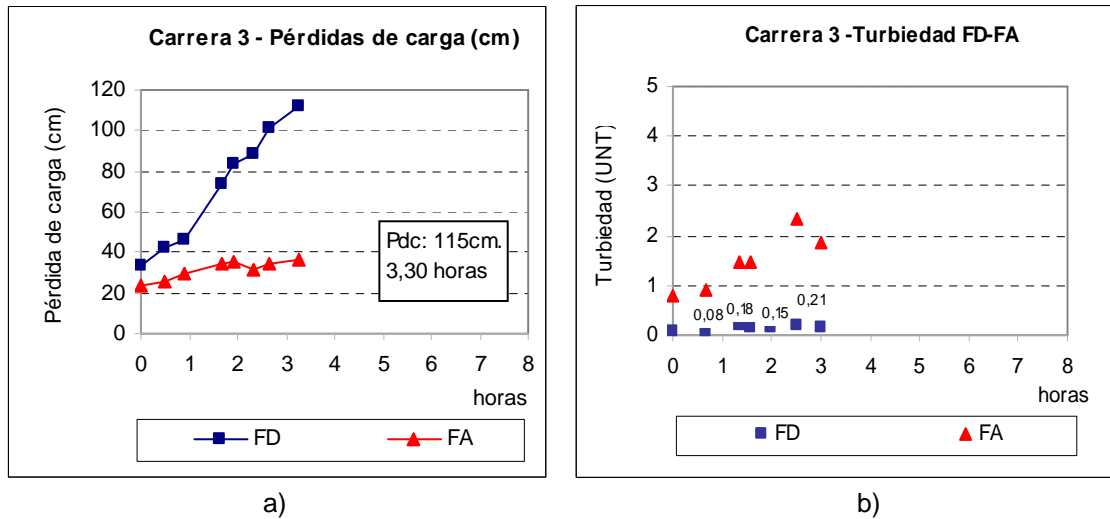 Carrera 3 - Pérdidas de carga (cm)
Pérdida de carga (cm)
120
100
80
60
40
20
0
Pdc: 115cm.
3,30 horas
0 1 2 3 4 5 6 7 8
horas
FD FA
a)
Carrera 3 -Turbiedad FD-FA
Turbiedad (UNT)
5
4
3
2
1
0
0,08 0,18 0,15 0,21
0 1 2 3 4 5 6 7 8
horas
FD FA
b)